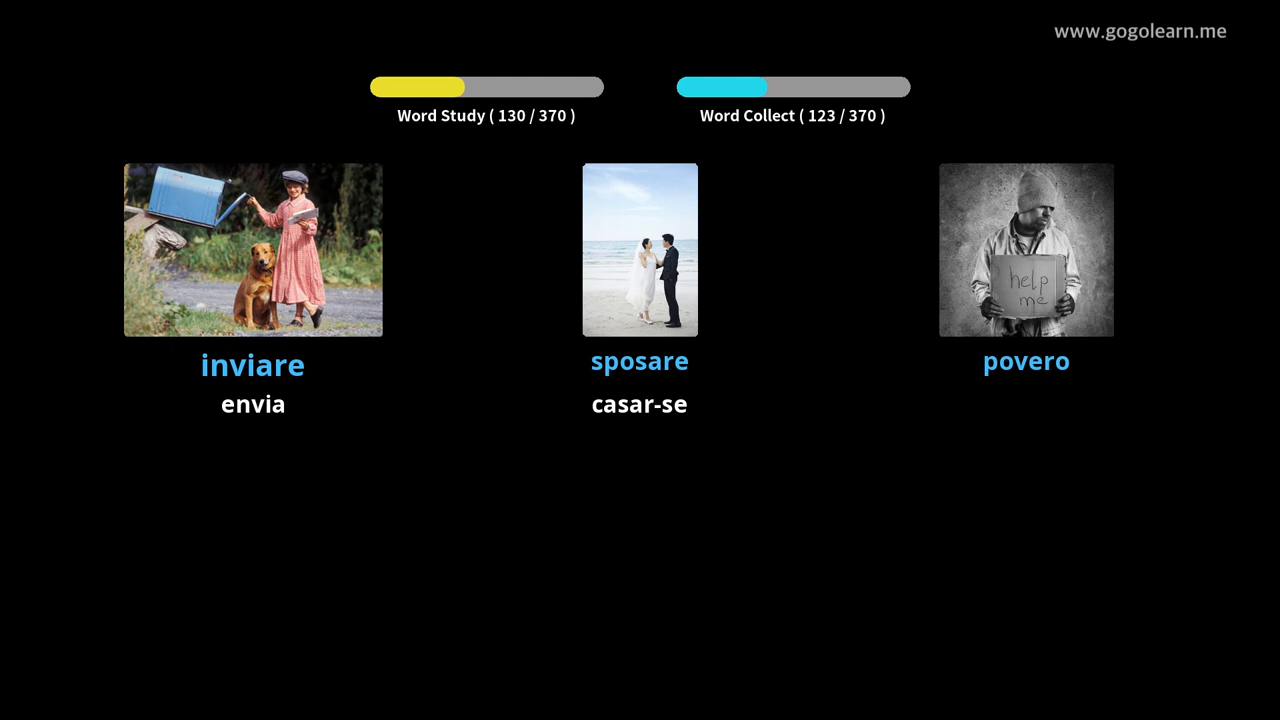 www.gogolearn.me
Word Study ( 130 / 370 )
Word Collect ( 123 / 370 )
help
me
inviare
sposare
povero
envia
casar-se